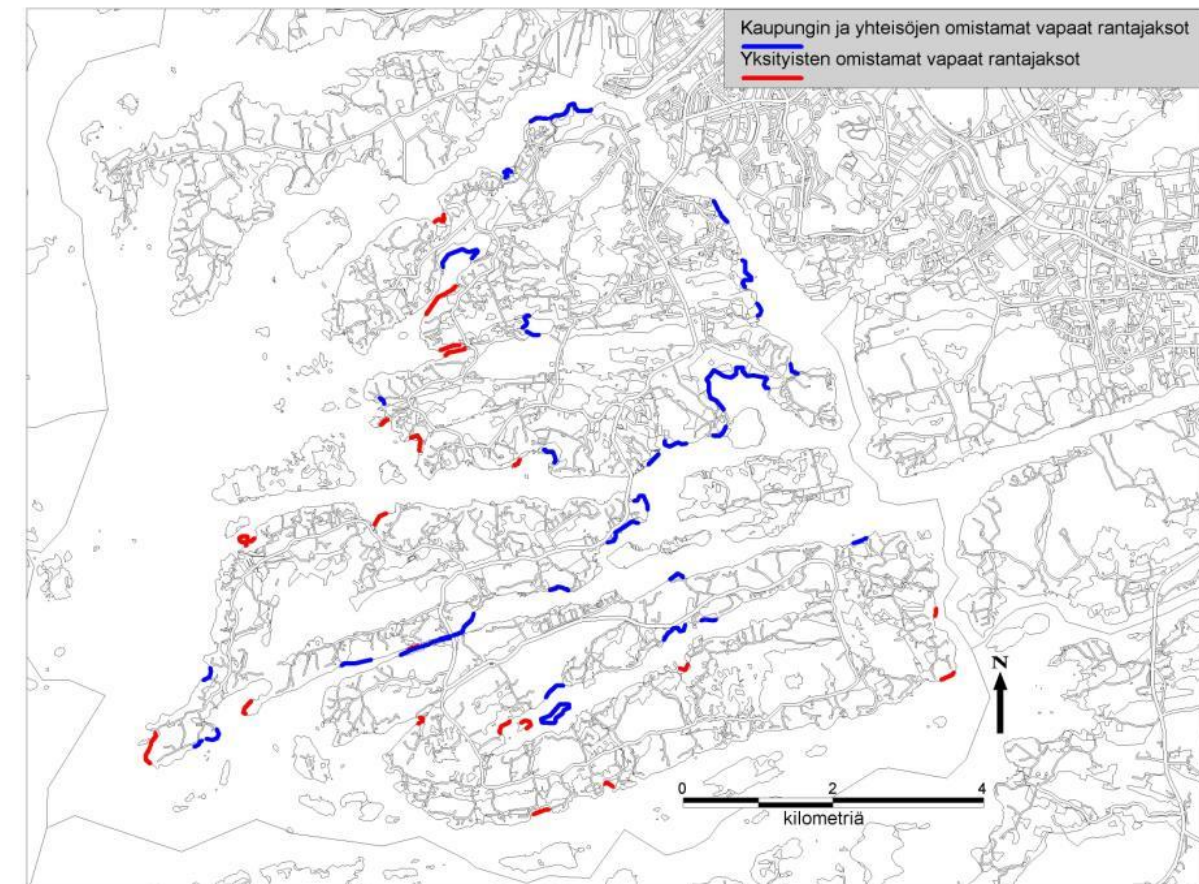 Kaupungin ja yhteisöjen omistamat vapaat rantajaksot
Yksityisten omistamat vapaat rantajaksot
N
0 2 4
kilometriä